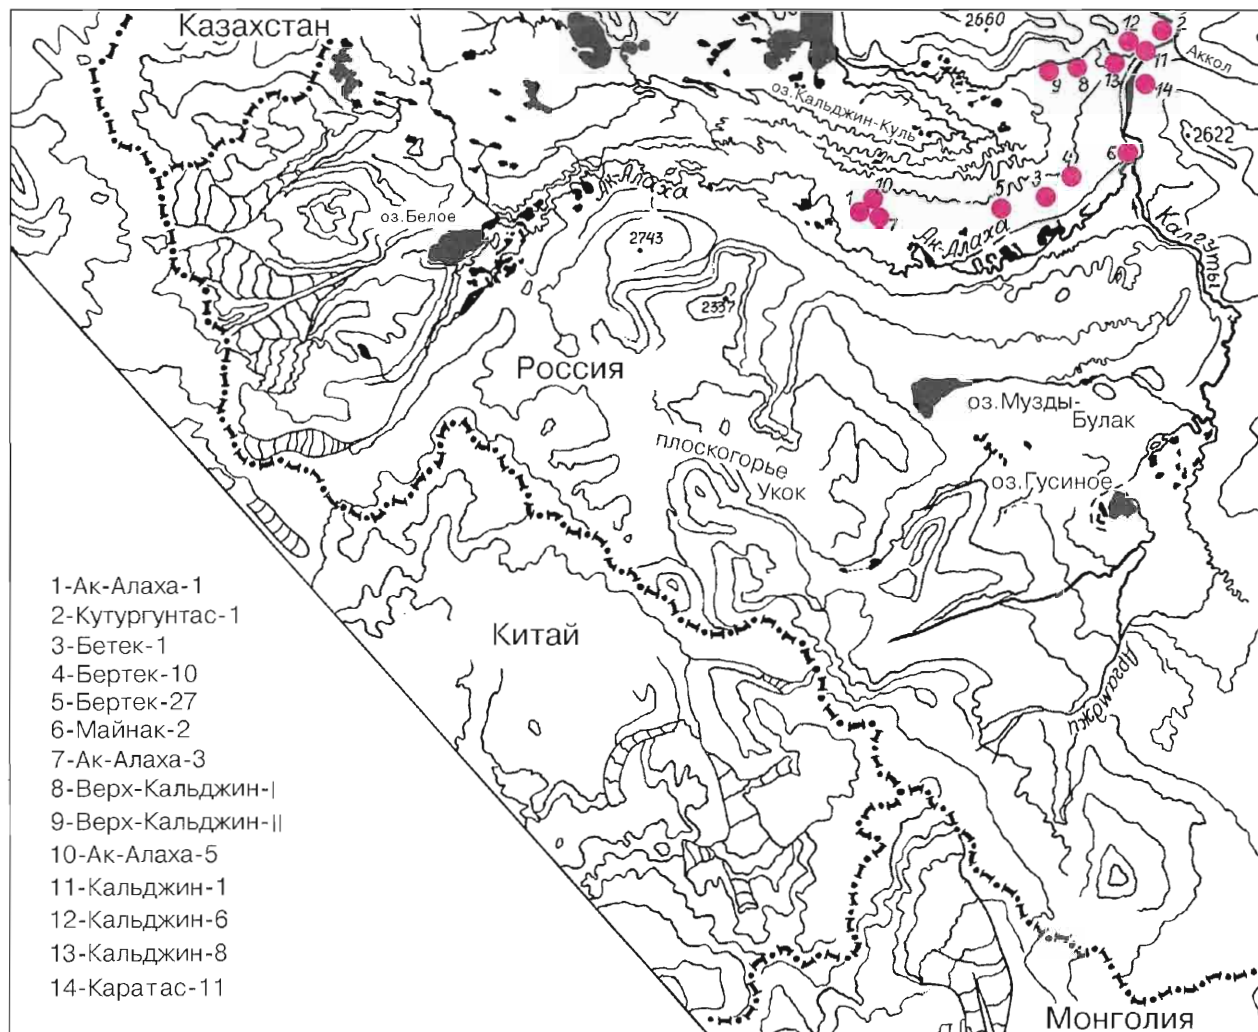 Казахстан
2660
12
2
11
Аккол
9
8
13
14
оз.Кальджин-Куль
2622
6
4
Ак-Алаха
10
5
3
1
7
оз.Белое
Ак-Алаха
Калгуты
2743
2337
Россия
оз.Музды-
Булак
плоскогорье
Укок
оз.Гусиное
Китай
Аргамджи
Монголия
1-Ак-Алаха-1
2-Кутургунтас-1
3-Бетек-1
4-Бертек-10
5-Бертек-27
6-Майнак-2
7-Ак-Алаха-3
8-Верх-Кальджин-I
9-Верх-Кальджин-II
10-Ак-Алаха-5
11-Кальджин-1
12-Кальджин-6
13-Кальджин-8
14-Каратас-11